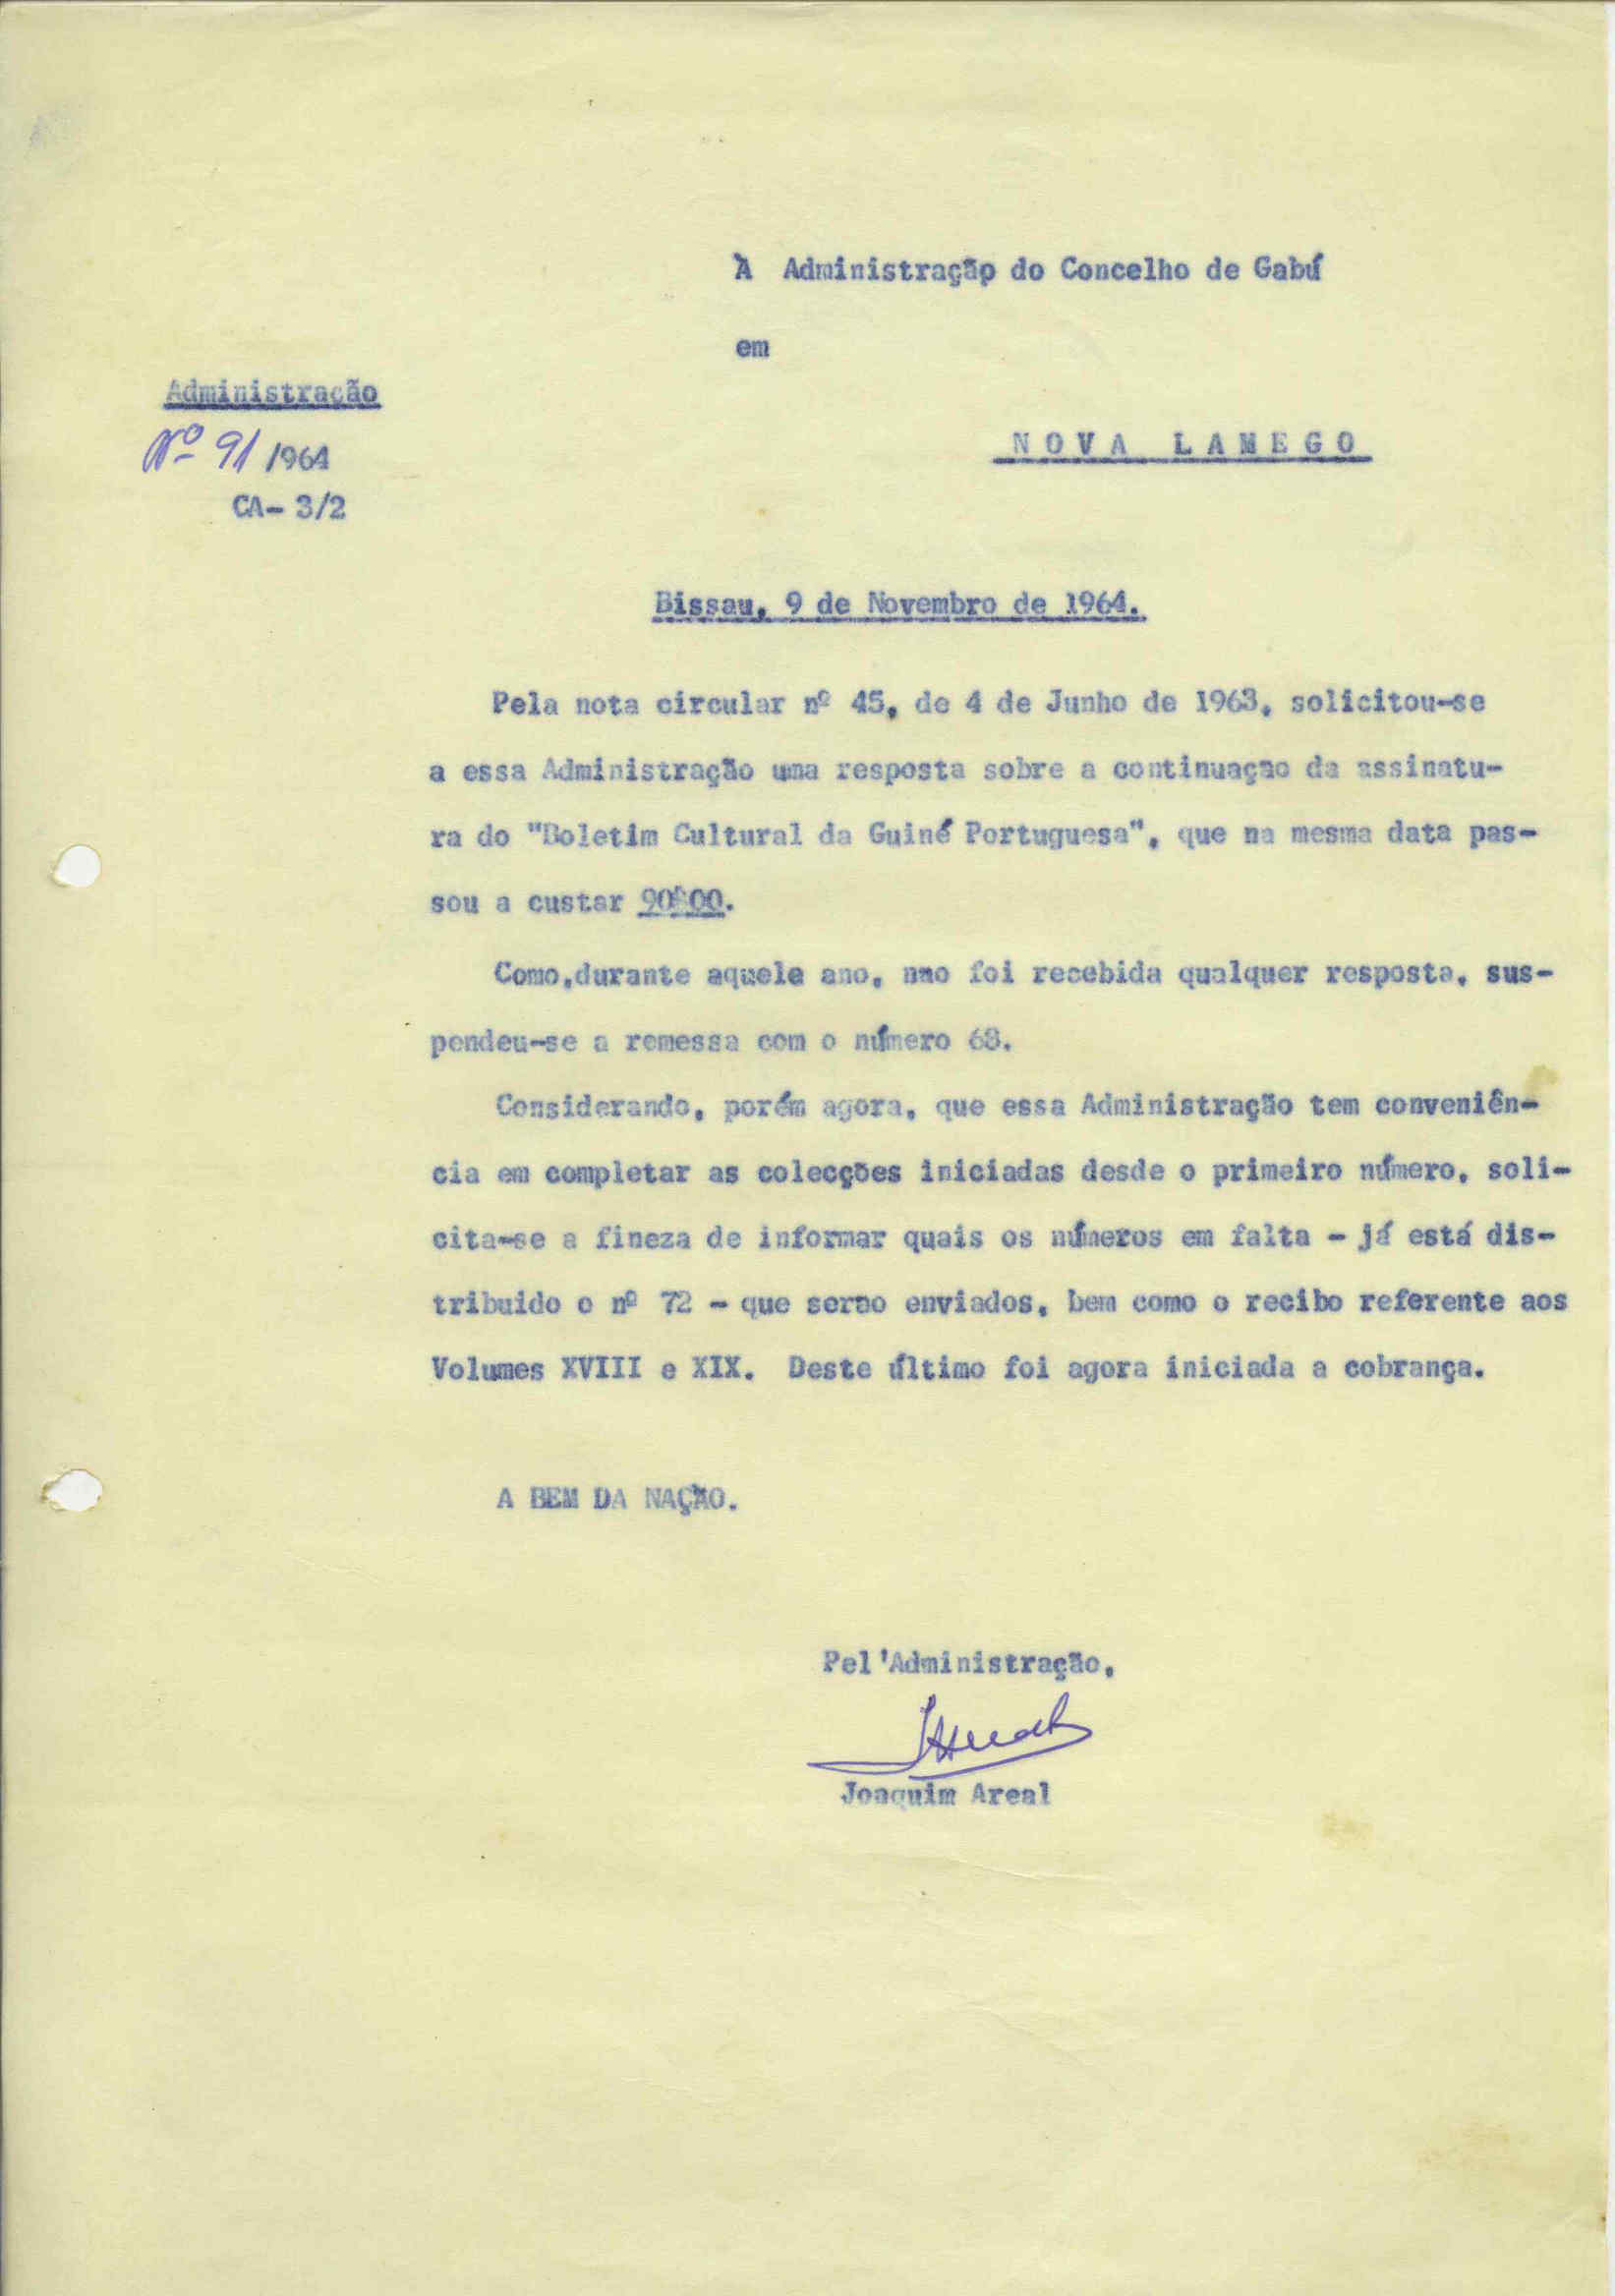 À Administração do Concelho de Gabú
em
Administração
Nº 91/1964
NOVA LAMEGO
CA- 3/2
Bissau, 9 de Novembro de 1964.
Pela nota circular nº 45, de 4 de Junho de 1963, solicitou-se
a essa Administração uma resposta sobre a continuaçao da assinatu-
ra do "Boletim Cultural da Guiné Portuguesa", que na mesma data pas-
sou a custar 90$00.
Como,durante aquele ano, nao foi recebida qualquer resposta, sus-
pendeu-se a remessa com o número 68.
Considerando, porém agora, que essa Administração tem conveniên-
cia em completar as colecções iniciadas desde o primeiro número, soli-
cita-se a fineza de informar quais os números em falta - já está dis-
tribuido o nº 72 - que serao enviados, bem como o recibo referente aos
Volumes XVIII e XIX. Deste último foi agora iniciada a cobrança.
A BEM DA NAÇÃO.
Pel'Administração,
Joaquim Areal